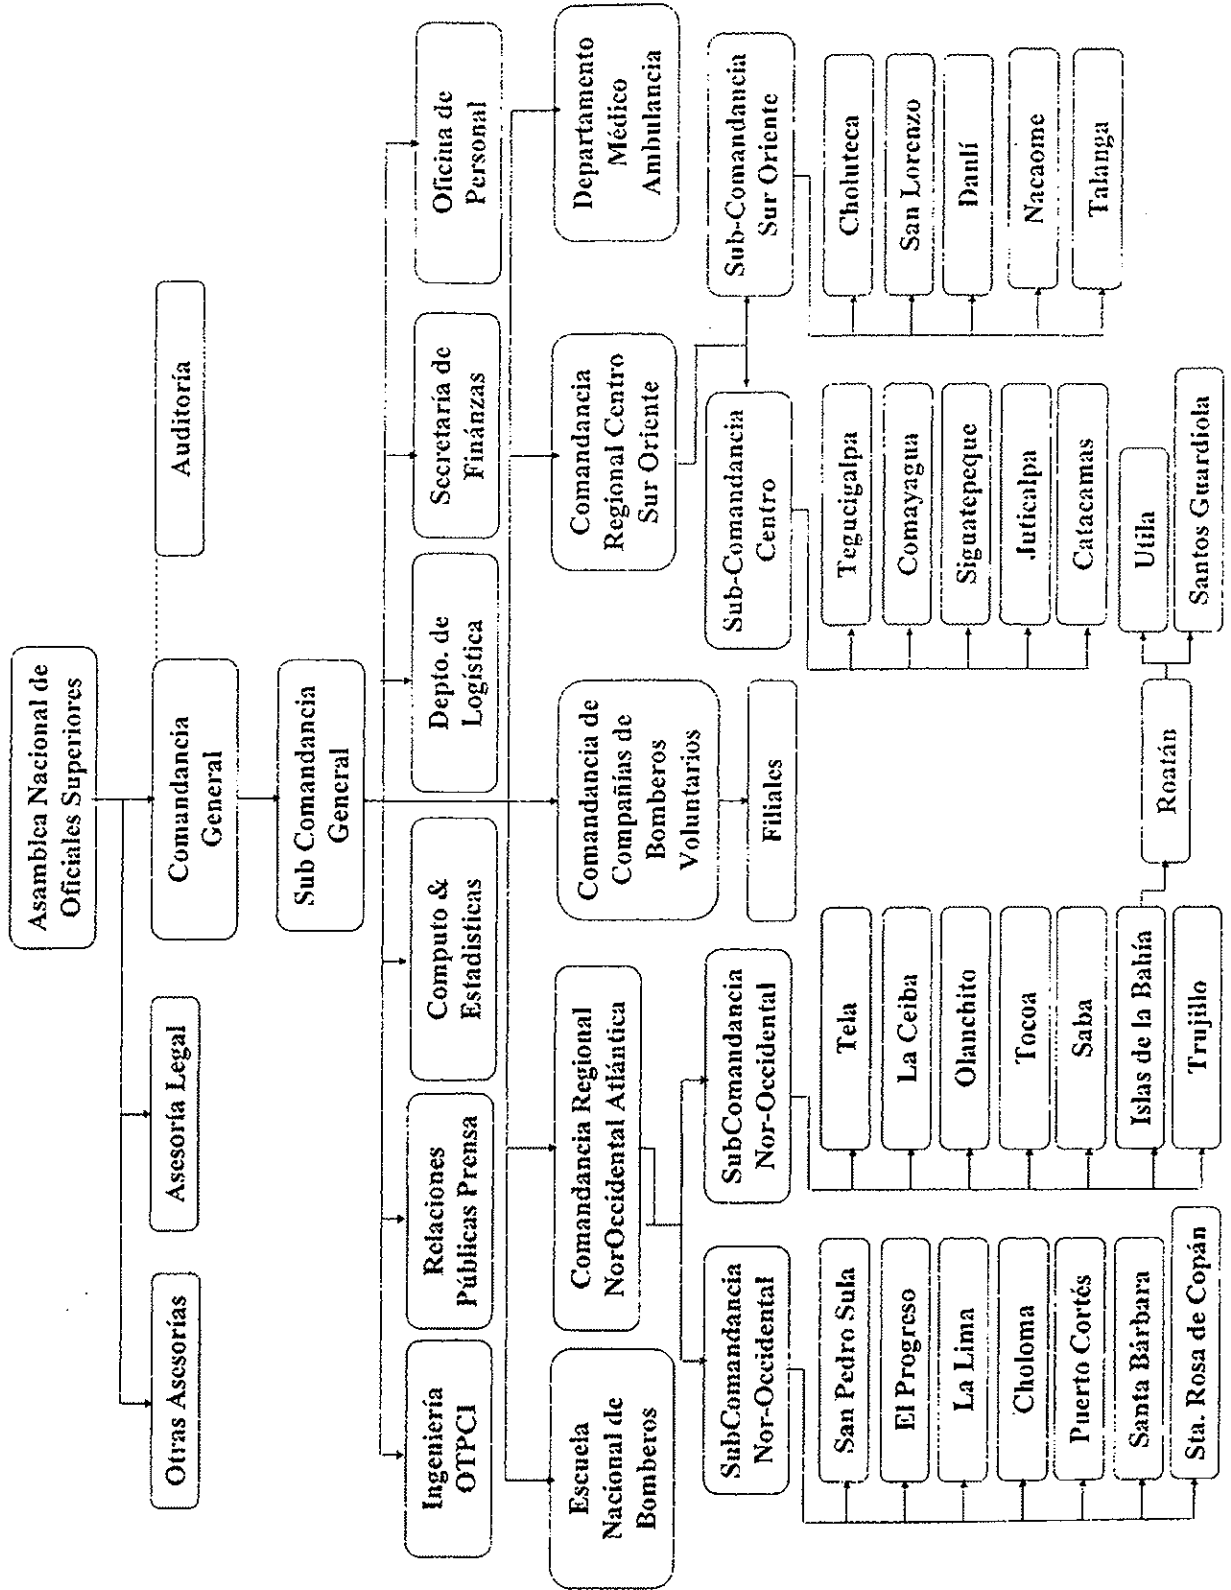 Asamblea Nacional de
Oficiales Superiores
Otras Asesorías
Asesoría Legal
Comandancia
General
Auditoría
Sub Comandancia
General
Ingeniería
OTPCI
Relaciones
Públicas Prensa
Computo &
Estadísticas
Depto. de
Logística
Secretaría de
Finánzas
Oficina de
Personal
Escuela
Nacional de
Bomberos
Comandancia Regional
NorOccidental Atlántica
Comandancia de
Compañías de
Bomberos
Voluntarios
Comandancia
Regional Centro
Sur Oriente
Departamento
Médico
Ambulancia
Filiales
SubComandancia
Nor-Occidental
SubComandancia
Nor-Occidental
Sub-Comandancia
Centro
Sub-Comandancia
Sur Oriente
San Pedro Sula
El Progreso
La Lima
Choloma
Puerto Cortés
Santa Bárbara
Sta. Rosa de Copán
Tela
La Ceiba
Olanchito
Tocoa
Saba
Islas de la Bahía
Trujillo
Roatán
Utila
Santos Guardiola
Tegucigalpa
Comayagua
Siguatepeque
Juticalpa
Catacamas
Choluteca
San Lorenzo
Danlí
Nacaome
Talanga